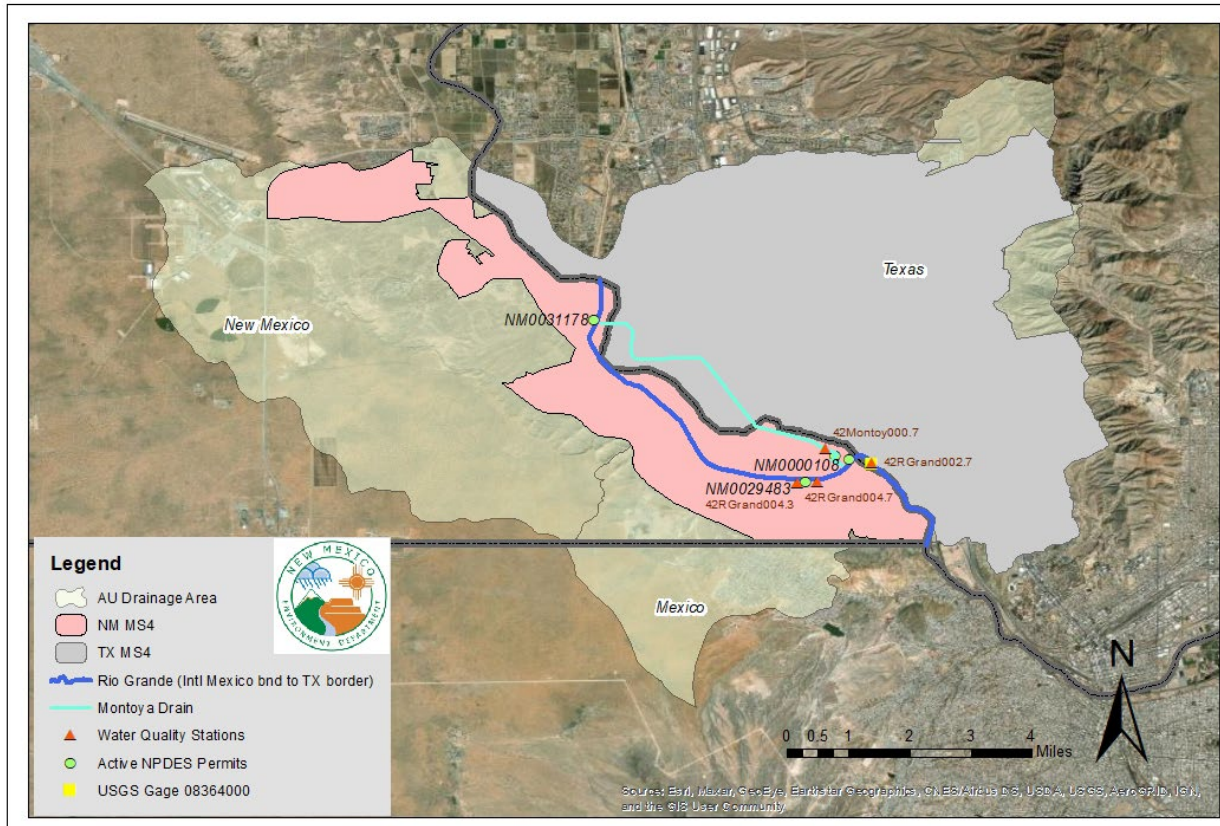 Texas
New Mexico
NM0031178
42Montoy000.7
NM0000108
42RGrand002.7
NM0029483
42RGrand004.3
42RGrand004.7
Mexico
Legend
AU Drainage Area
NM MS4
TX MS4
Rio Grande (Intl Mexico bnd to TX border)
Montoya Drain
Water Quality Stations
Active NPDES Permits
USGS Gage 08364000
NEW MEXICO
ENVIRONMENT DEPARTMENT
N
0 0.5 1 2 3 4
Miles
Source: Esri, Maxar, GeoEye, Earthstar Geographics, CNES/Airbus DS, USDA, USGS, AeroGRID, IGN,
and the GIS User Community